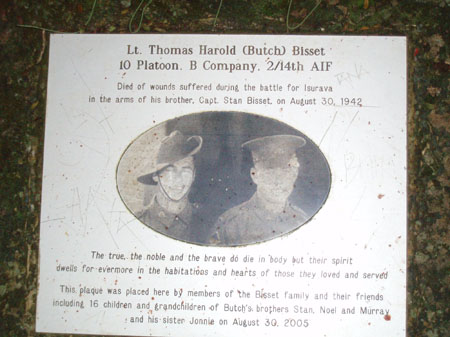 Lt. Thomas Harold (Butch) Bisset
10 Platoon, B Company, 2/14th AIF
Died of wounds suffered during the battle for Isurava
in the arms of his brother, Capt. Stan Bisset, on August 30, 1942
The true, the noble and the brave do die in body but their spirit
dwells for evermore in the habitations and hearts of those they loved and served
This plaque was placed here by members of the Bisset family and their friends
including 16 children and grandchildren of Butch's brothers Stan, Noel and Murray
and his sister Jonnie on August 30, 2005